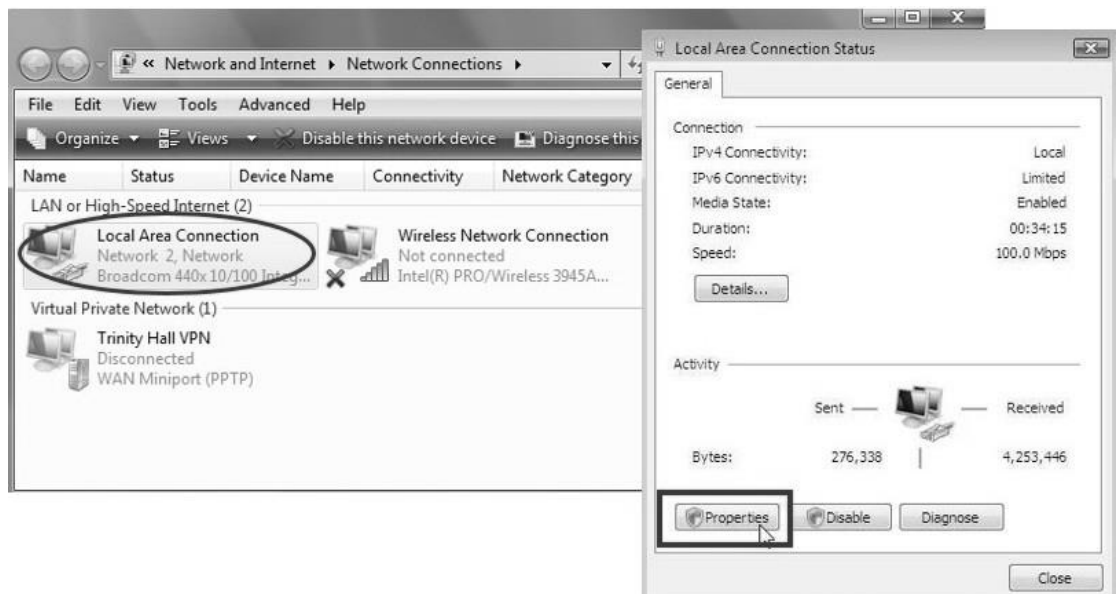 « Network and Internet ▸ Network Connections ▸
File Edit View Tools Advanced Help
Organize Views Disable this network device Diagnose this
Name Status Device Name Connectivity Network Category
LAN or High-Speed Internet (2)
Local Area Connection
Network 2, Network
Broadcom 440x 10/100 Integ...
Wireless Network Connection
Not connected
Intel(R) PRO/Wireless 3945A...
Virtual Private Network (1)
Trinity Hall VPN
Disconnected
WAN Miniport (PPTP)
Local Area Connection Status
General
Connection
IPv4 Connectivity: Local
IPv6 Connectivity: Limited
Media State: Enabled
Duration: 00:34:15
Speed: 100.0 Mbps
Details...
Activity
Sent — — Received
Bytes: 276,338 | 4,253,446
Properties Disable Diagnose
Close